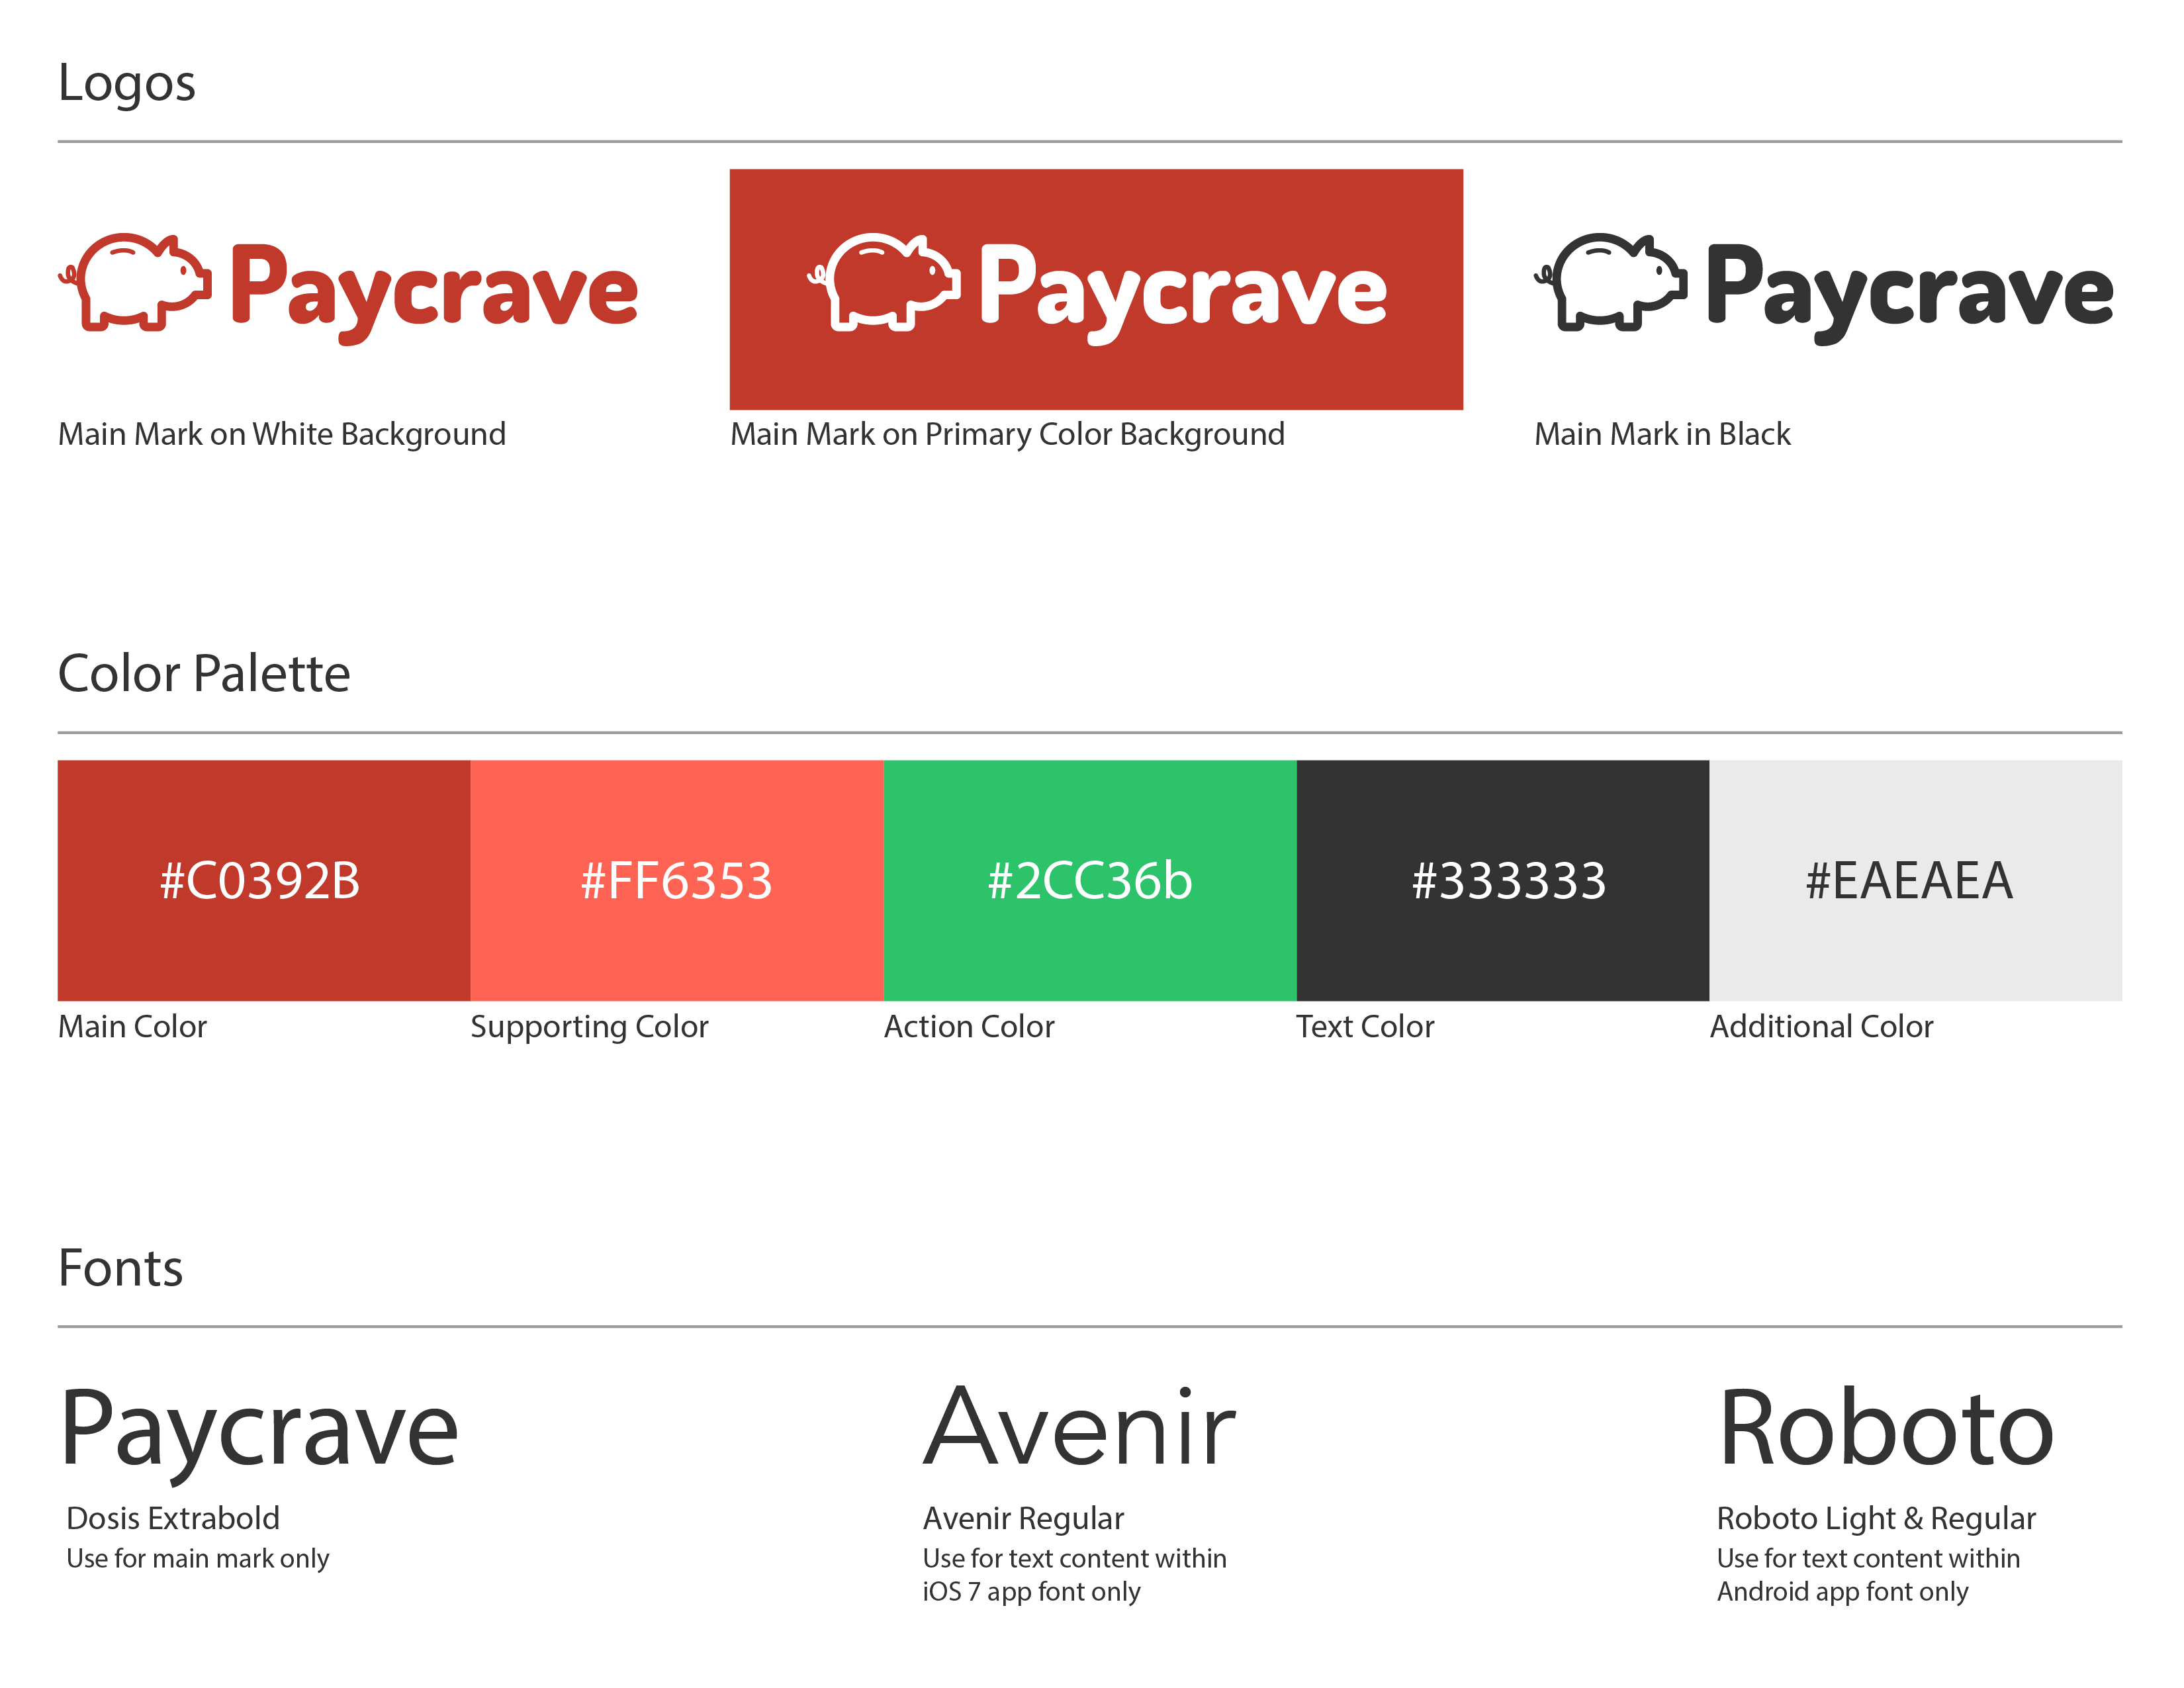 Logos
Paycrave
Paycrave
Paycrave
Main Mark on White Background
Main Mark on Primary Color Background
Main Mark in Black
Color Palette
#C0392B
#FF6353
#2CC36b
#333333
#EAEAEA
Main Color
Supporting Color
Action Color
Text Color
Additional Color
Fonts
Paycrave
Dosis Extrabold
Use for main mark only
Avenir
Avenir Regular
Use for text content within
iOS 7 app font only
Roboto
Roboto Light & Regular
Use for text content within
Android app font only